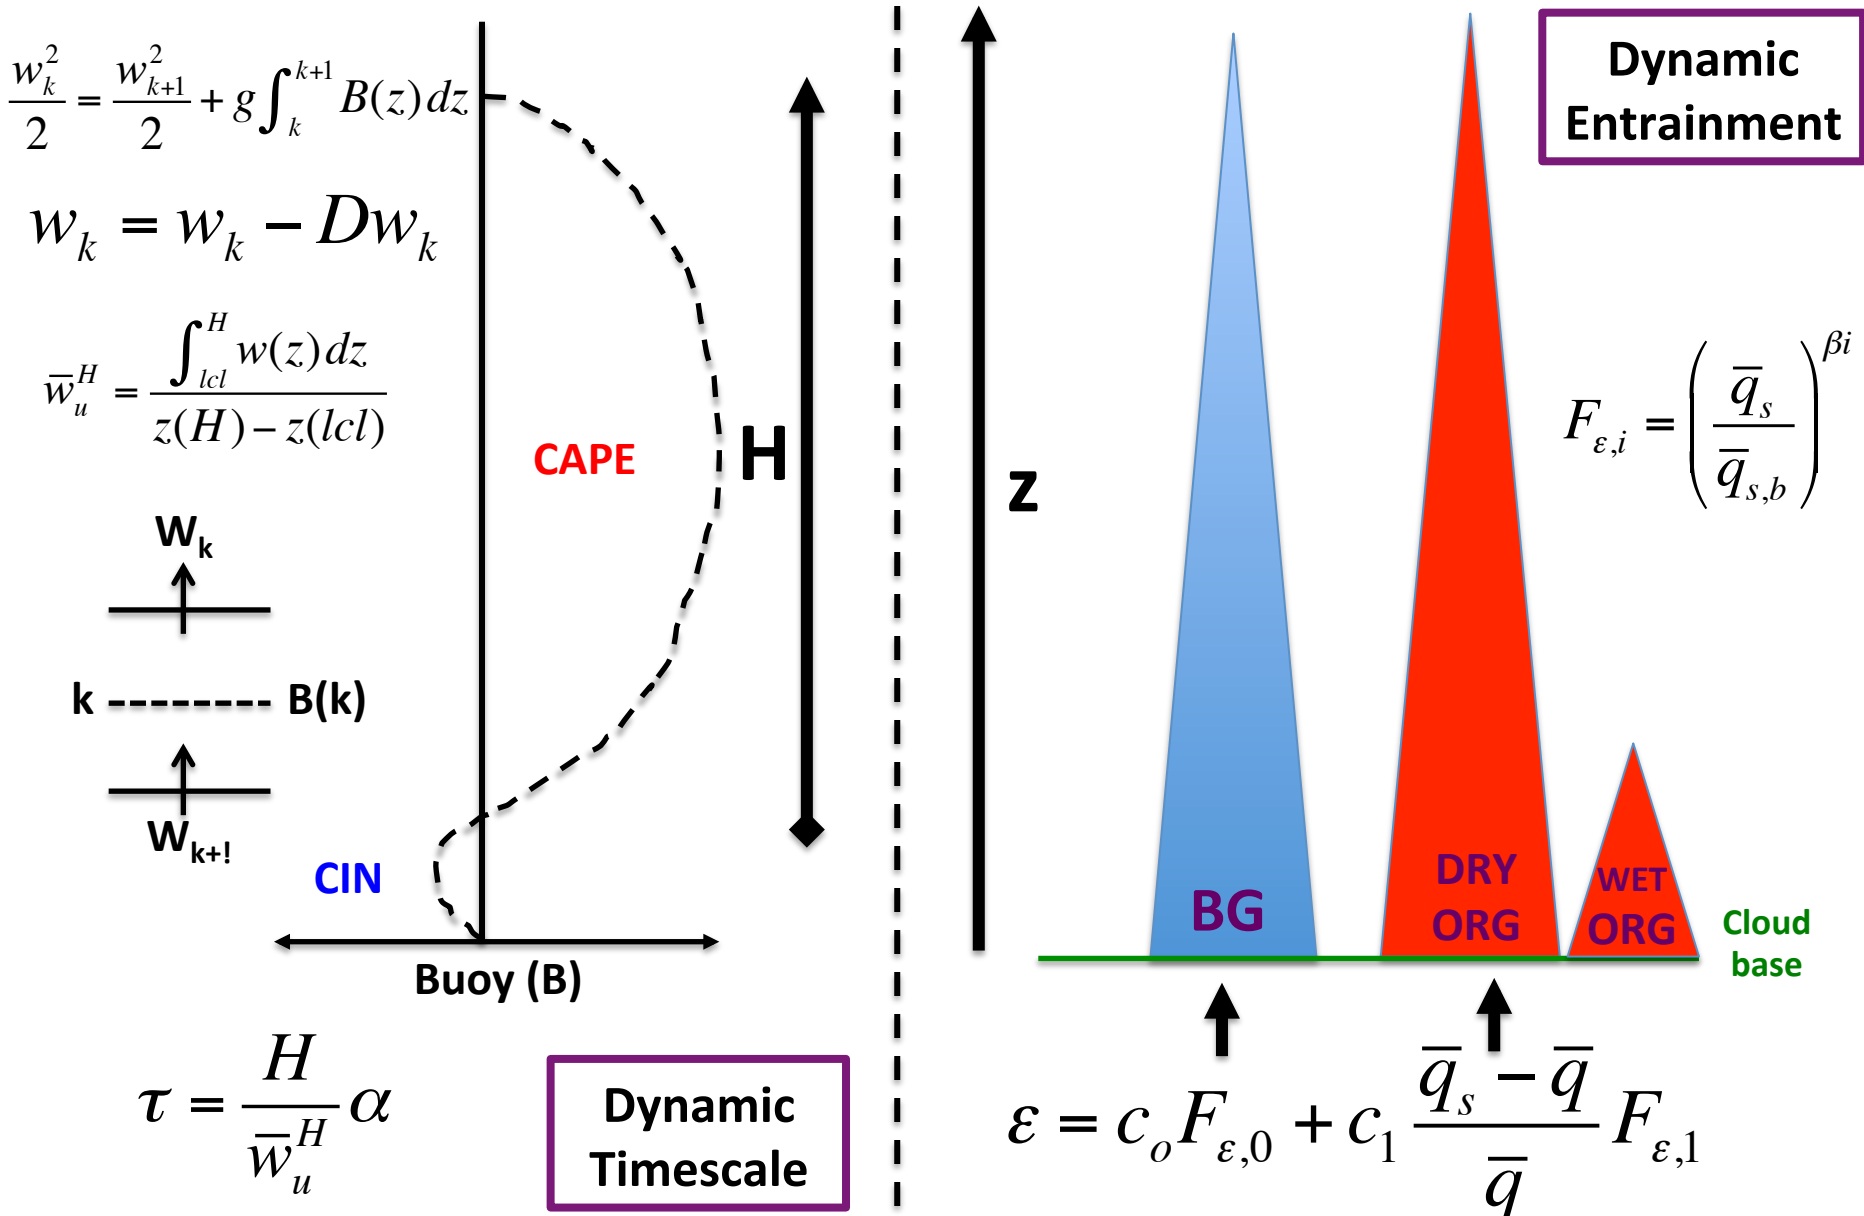 w_k^2/2 = w_{k+1}^2/2 + g∫_k^{k+1} B(z)dz
w_k = w_k − Dw_k
w̅_u^H = ∫_{lcl}^H w(z)dz / z(H) − z(lcl)
CAPE
H
W_k
k
B(k)
W_{k+!}
CIN
Buoy (B)
τ = H/w̅_u^H α
Dynamic
Timescale
Dynamic
Entrainment
z
F_{ε,i} = (q̅_s/q̅_{s,b})^{βi}
BG
DRY
ORG
WET
ORG
Cloud
base
ε = c_o F_{ε,0} + c_1 (q̅_s − q̅)/q̅ F_{ε,1}